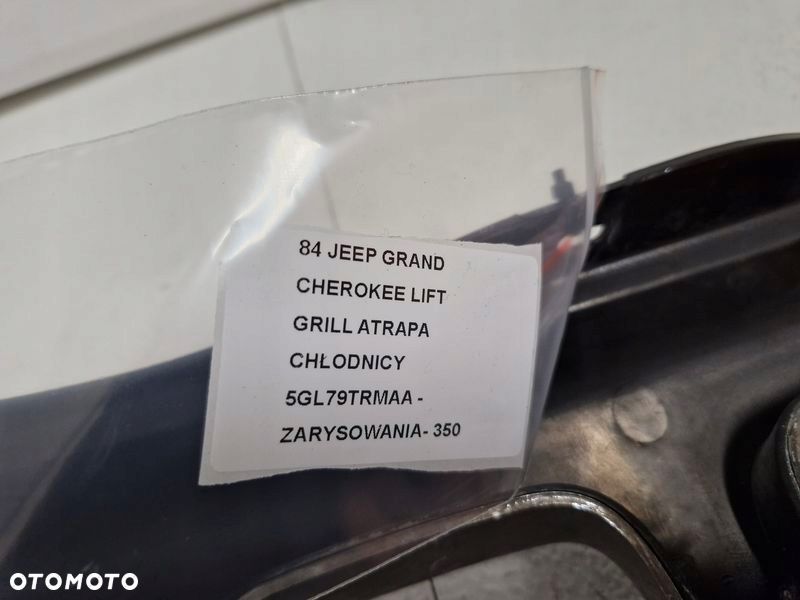 84 JEEP GRAND
CHEROKEE LIFT
GRILL ATRAPA
CHŁODNICY
5GL79TRMAA -
ZARYSOWANIA- 350
OTOMOTO